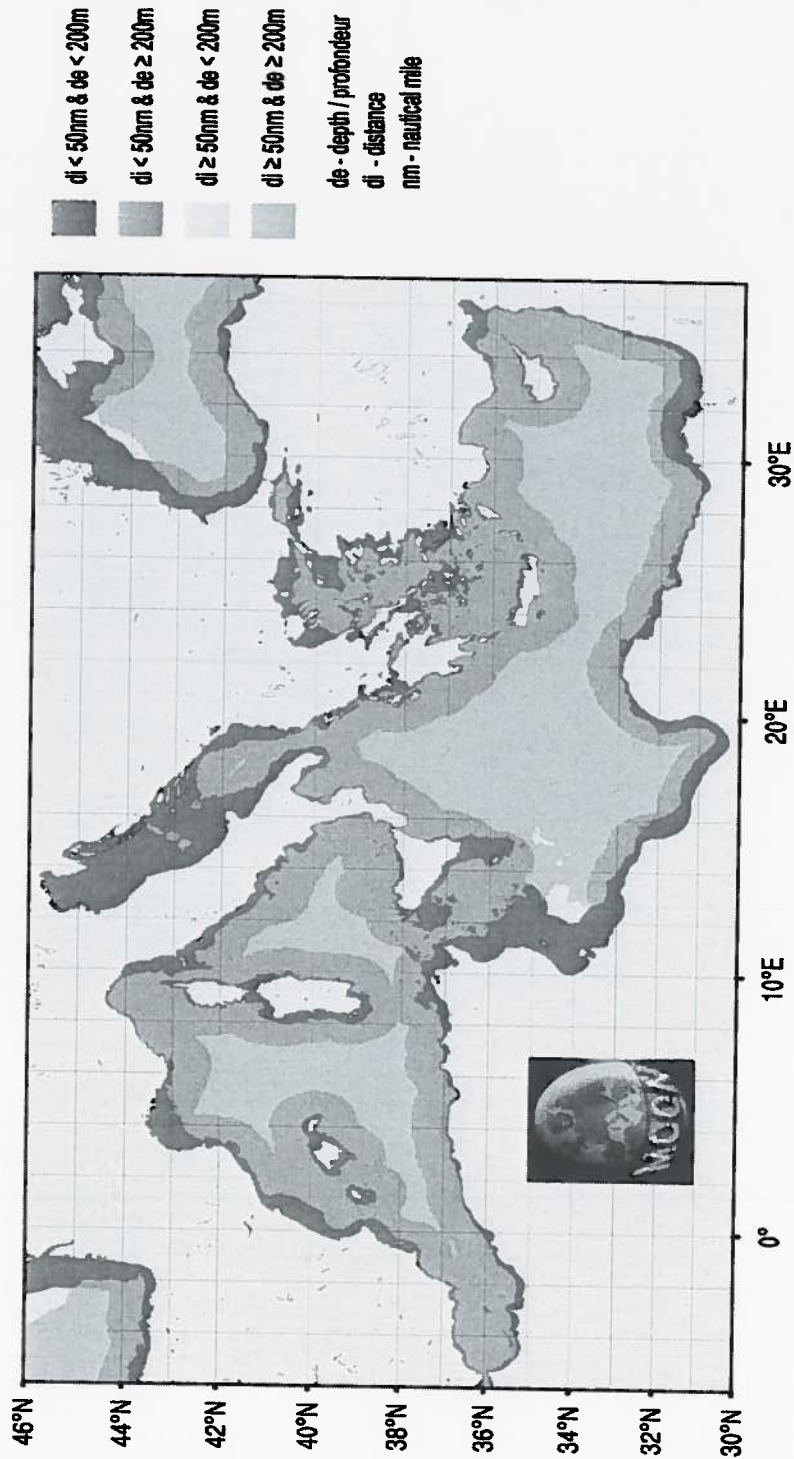 di < 50nm & de < 200m
di < 50nm & de ≥ 200m
di ≥ 50nm & de < 200m
di ≥ 50nm & de ≥ 200m
de - depth / profondeur
di - distance
nm - nautical mile
46°N
44°N
42°N
40°N
38°N
36°N
34°N
32°N
30°N
0°
10°E
20°E
30°E
MOON